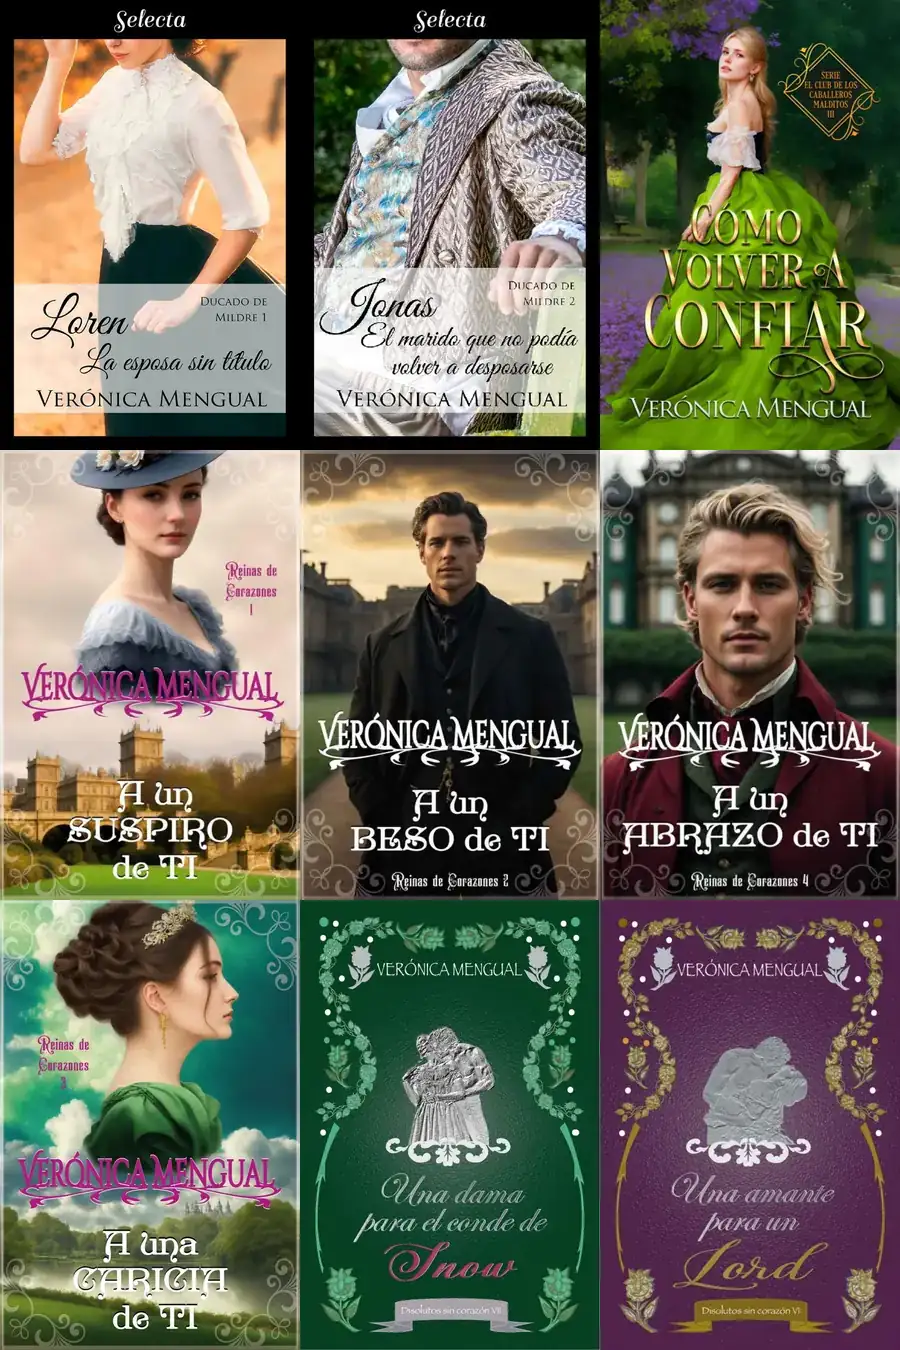 Selecta
Loren
DUCADO DE
MILDRE 1
La esposa sin título
VERÓNICA MENGUAL
Selecta
Jonas
DUCADO DE
MILDRE 2
El marido que no podía
volver a desposarse
VERÓNICA MENGUAL
SERIE
EL CLUB DE LOS
CABALLEROS
MALDITOS
III
CÓMO
VOLVER A
CONFIAR
VERÓNICA MENGUAL
Reinas de
Corazones
1
VERÓNICA MENGUAL
A un
SUSPIRO
de TI
VERÓNICA MENGUAL
A un
BESO de TI
Reinas de Corazones 2
VERÓNICA MENGUAL
A un
ABRAZO de TI
Reinas de Corazones 4
Reinas de
Corazones
3
VERÓNICA MENGUAL
A una
CARICIA
de TI
VERÓNICA MENGUAL
Una dama
para el conde de
Snow
Disolutos sin corazón VII
VERÓNICA MENGUAL
Una amante
para un
Lord
Disolutos sin corazón VI